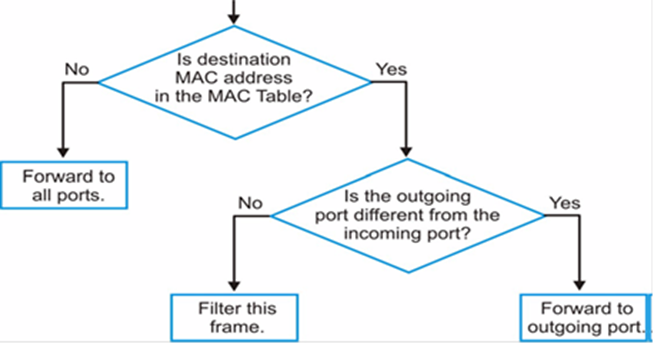 Is destination
MAC address
in the MAC Table?
No
Yes
Forward to
all ports.
Is the outgoing
port different from the
incoming port?
No
Yes
Filter this
frame.
Forward to
outgoing port.